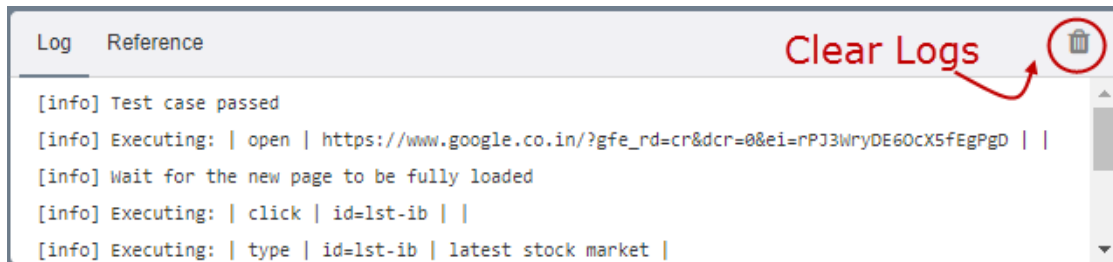 Log Reference Clear Logs
[info] Test case passed
[info] Executing: | open | https://www.google.co.in/?gfe_rd=cr&dcr=0&ei=rPJ3WryDE6OcX5fEgPgD | |
[info] Wait for the new page to be fully loaded
[info] Executing: | click | id=lst-ib | |
[info] Executing: | type | id=lst-ib | latest stock market |